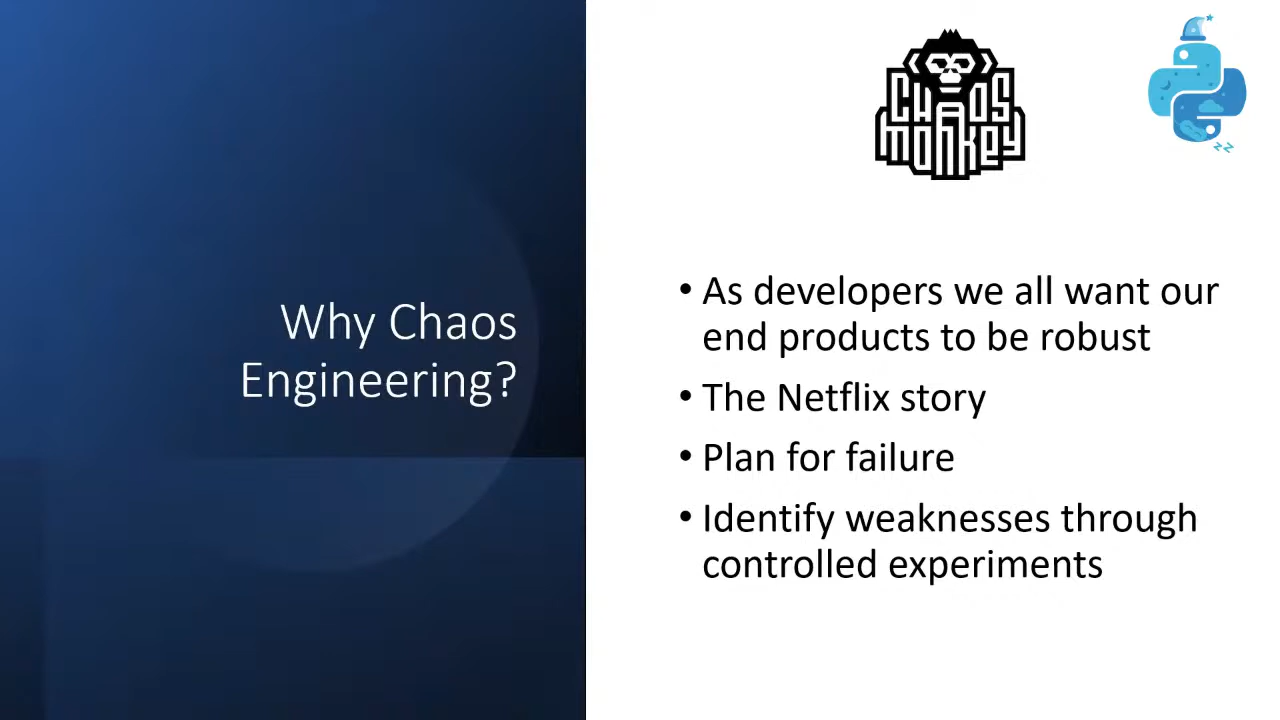 CHAOS
monkey
zz
Why Chaos
Engineering?
• As developers we all want our
end products to be robust
• The Netflix story
• Plan for failure
• Identify weaknesses through
controlled experiments